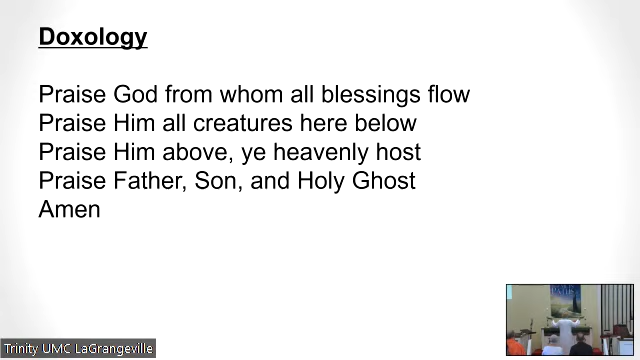 Doxology
Praise God from whom all blessings flow
Praise Him all creatures here below
Praise Him above, ye heavenly host
Praise Father, Son, and Holy Ghost
Amen
Trinity UMC LaGrangeville